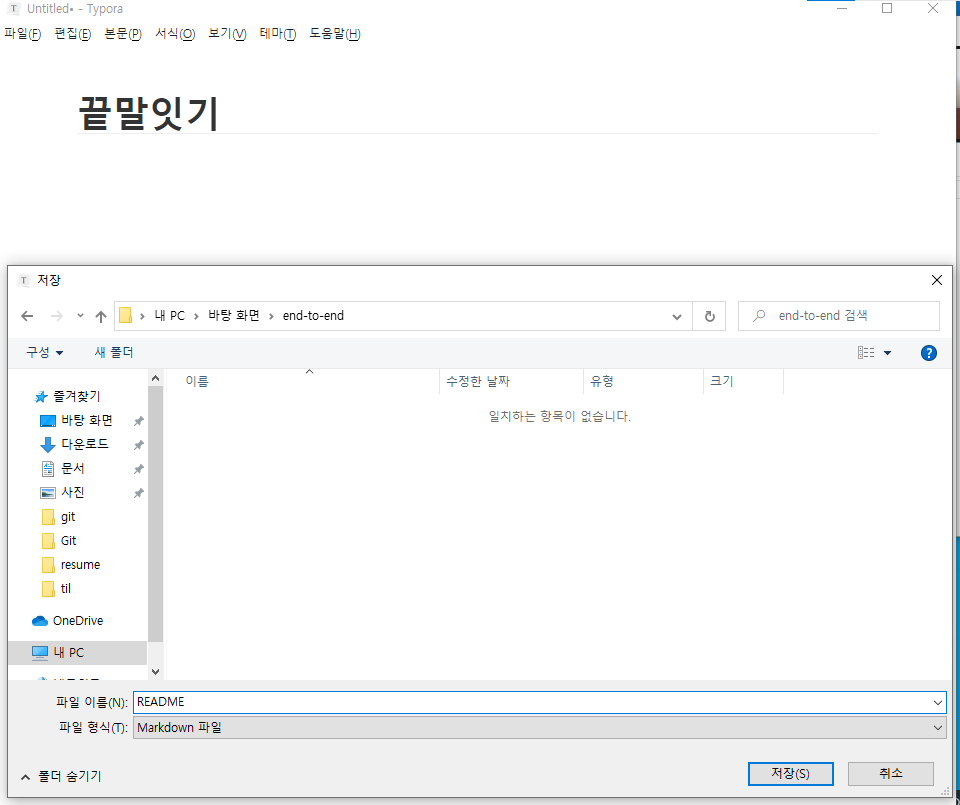 T Untitled• - Typora
파일(F) 편집(E) 본문(P) 서식(O) 보기(V) 테마(T) 도움말(H)
끝말잇기
T 저장
내 PC › 바탕 화면 › end-to-end
end-to-end 검색
구성 새 폴더
이름 수정한 날짜 유형 크기
일치하는 항목이 없습니다.
즐겨찾기
바탕 화면
다운로드
문서
사진
git
Git
resume
til
OneDrive
내 PC
파일 이름(N): README
파일 형식(T): Markdown 파일
폴더 숨기기
저장(S) 취소